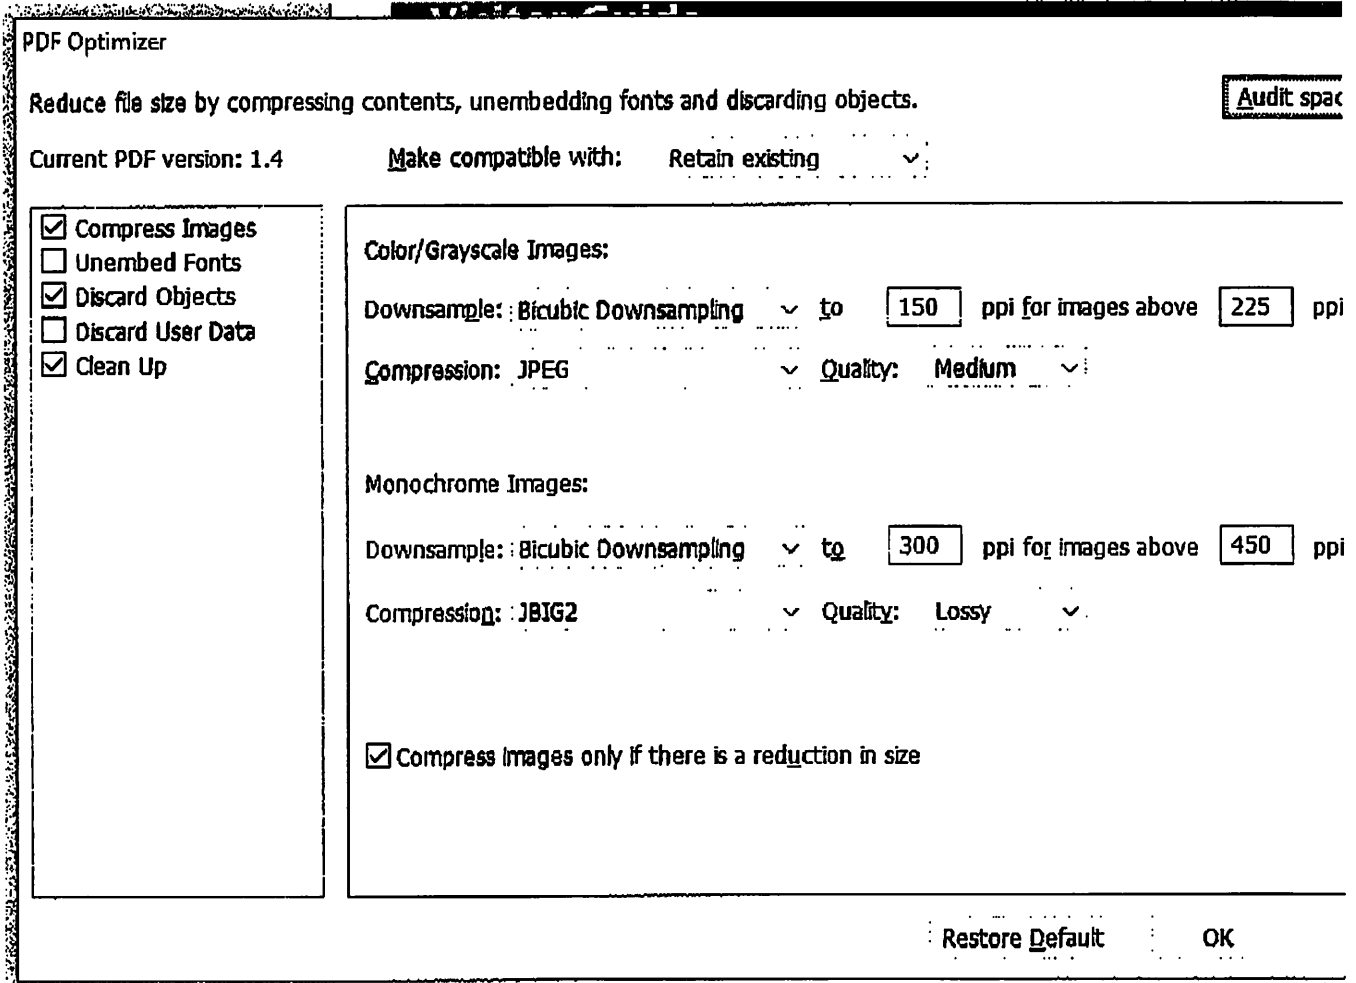 PDF Optimizer
Reduce file size by compressing contents, unembedding fonts and discarding objects.
Audit spac
Current PDF version: 1.4 Make compatible with: Retain existing
Compress Images
Unembed Fonts
Discard Objects
Discard User Data
Clean Up
Color/Grayscale Images:
Downsample: Bicubic Downsampling to 150 ppi for images above 225 ppi
Compression: JPEG Quality: Medium
Monochrome Images:
Downsample: Bicubic Downsampling to 300 ppi for images above 450 ppi
Compression: JBIG2 Quality: Lossy
Compress images only if there is a reduction in size
Restore Default OK